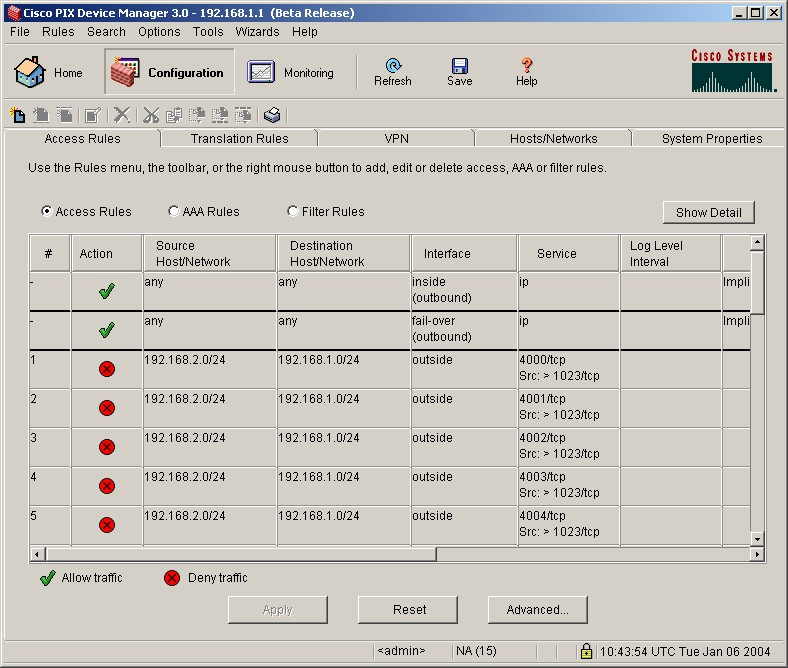 Cisco PIX Device Manager 3.0 - 192.168.1.1 (Beta Release)
File Rules Search Options Tools Wizards Help
Home Configuration Monitoring Refresh Save Help
CISCO SYSTEMS
Access Rules Translation Rules VPN Hosts/Networks System Properties
Use the Rules menu, the toolbar, or the right mouse button to add, edit or delete access, AAA or filter rules.
Access Rules AAA Rules Filter Rules Show Detail
# Action Source Host/Network Destination Host/Network Interface Service Log Level Interval
- any any inside (outbound) ip Impli
- any any fail-over (outbound) ip Impli
1 192.168.2.0/24 192.168.1.0/24 outside 4000/tcp
Src: > 1023/tcp
2 192.168.2.0/24 192.168.1.0/24 outside 4001/tcp
Src: > 1023/tcp
3 192.168.2.0/24 192.168.1.0/24 outside 4002/tcp
Src: > 1023/tcp
4 192.168.2.0/24 192.168.1.0/24 outside 4003/tcp
Src: > 1023/tcp
5 192.168.2.0/24 192.168.1.0/24 outside 4004/tcp
Src: > 1023/tcp
Allow traffic Deny traffic
Apply Reset Advanced...
<admin> NA (15) 10:43:54 UTC Tue Jan 06 2004